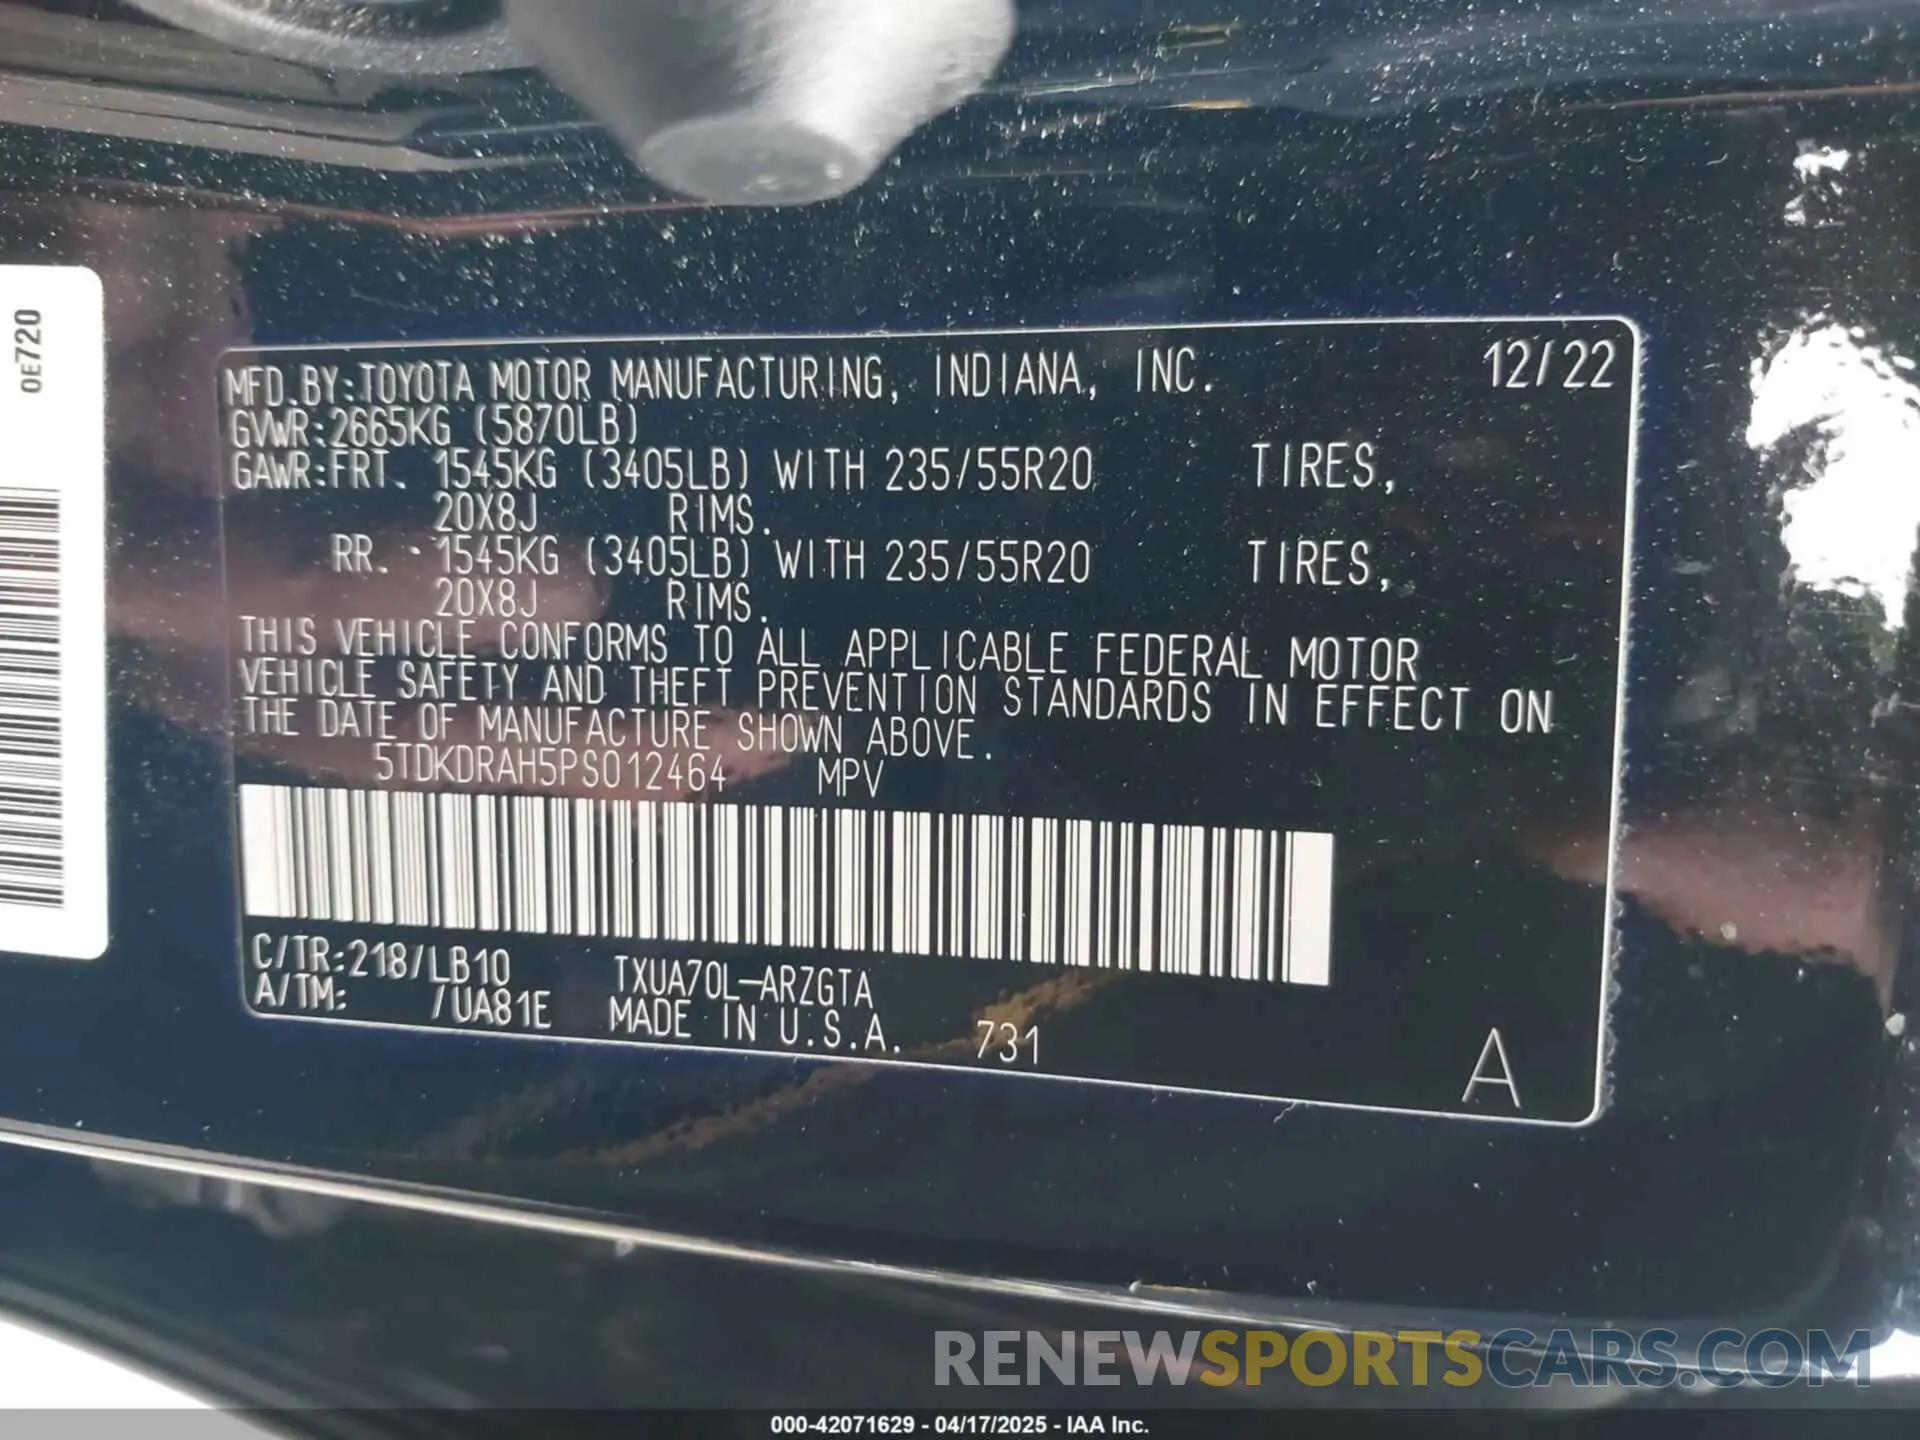 0E720
MFD.BY:TOYOTA MOTOR MANUFACTURING, INDIANA, INC. 12/22
GVWR:2665KG (5870LB)
GAWR:FRT. 1545KG (3405LB) WITH 235/55R20 TIRES,
20X8J RIMS.
RR. 1545KG (3405LB) WITH 235/55R20 TIRES,
20X8J RIMS.
THIS VEHICLE CONFORMS TO ALL APPLICABLE FEDERAL MOTOR
VEHICLE SAFETY AND THEFT PREVENTION STANDARDS IN EFFECT ON
THE DATE OF MANUFACTURE SHOWN ABOVE.
5TDKDRAH5PS012464 MPV
C/TR:218/LB10 TXUA70L-ARZGTA
A/TM: /UA81E MADE IN U.S.A. 731
A
RENEWSPORTSCARS.COM
000-42071629 - 04/17/2025 - IAA Inc.